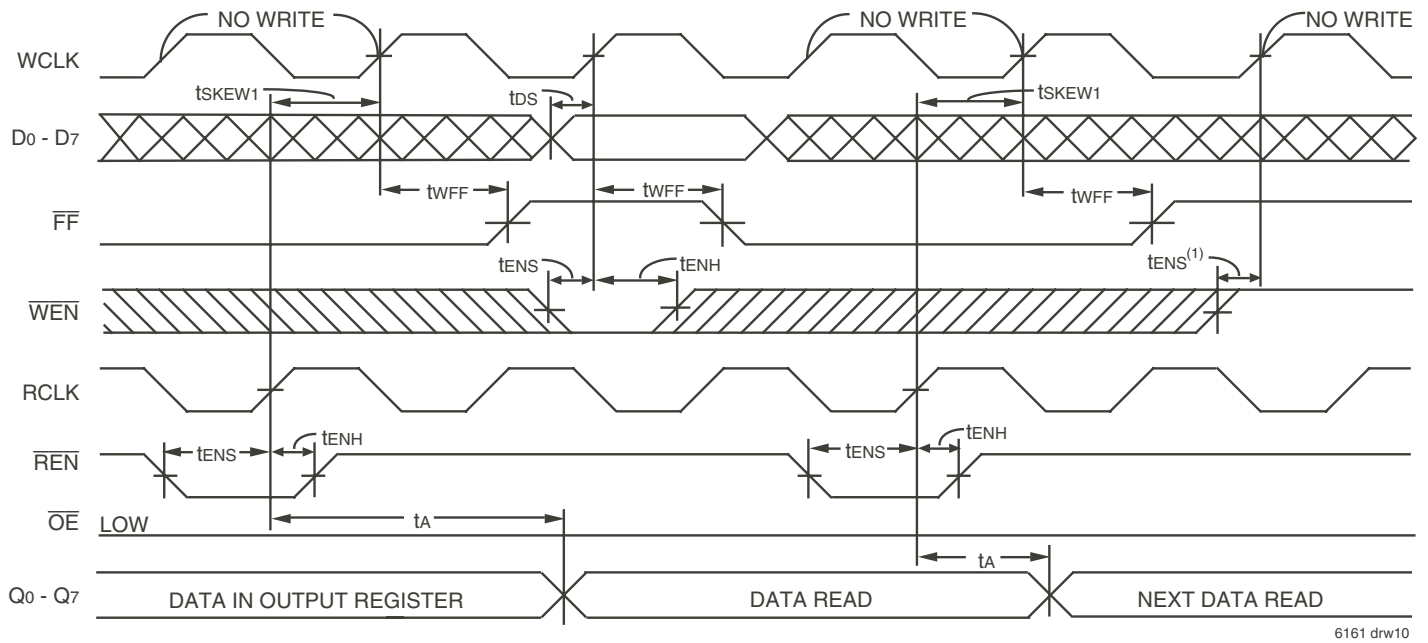 NO WRITE
NO WRITE
NO WRITE
WCLK
tSKEW1
tDS
tSKEW1
D0 - D7
tWFF
tWFF
tWFF
FF
tENS
tENH
tENS(1)
WEN
RCLK
tENS
tENH
tENS
tENH
REN
OE
LOW
tA
tA
Q0 - Q7
DATA IN OUTPUT REGISTER
DATA READ
NEXT DATA READ
6161 drw10